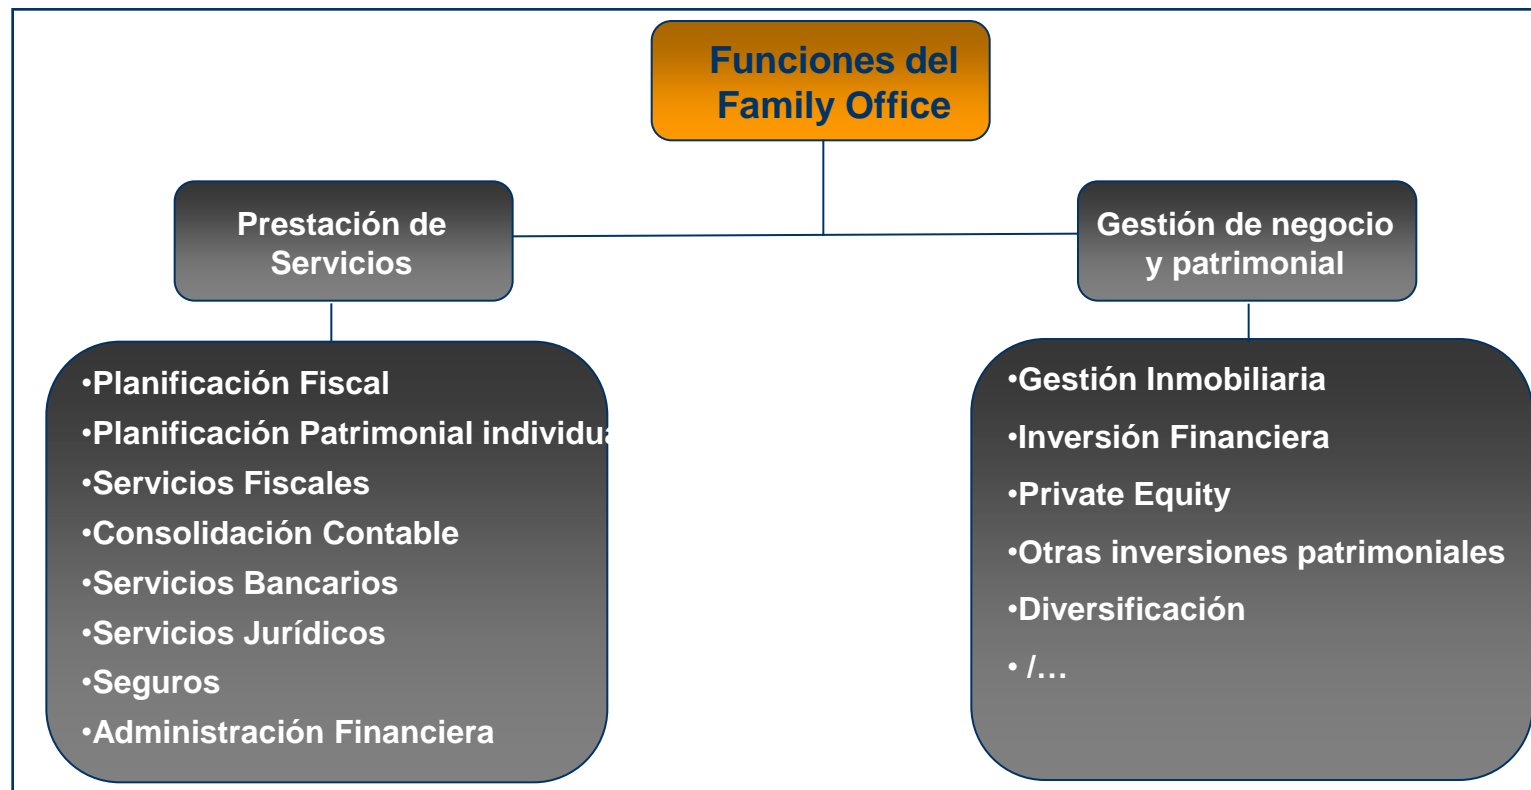 Funciones del
Family Office
Prestación de
Servicios
Gestión de negocio
y patrimonial
•Planificación Fiscal
•Planificación Patrimonial individua
•Servicios Fiscales
•Consolidación Contable
•Servicios Bancarios
•Servicios Jurídicos
•Seguros
•Administración Financiera
•Gestión Inmobiliaria
•Inversión Financiera
•Private Equity
•Otras inversiones patrimoniales
•Diversificación
• /…